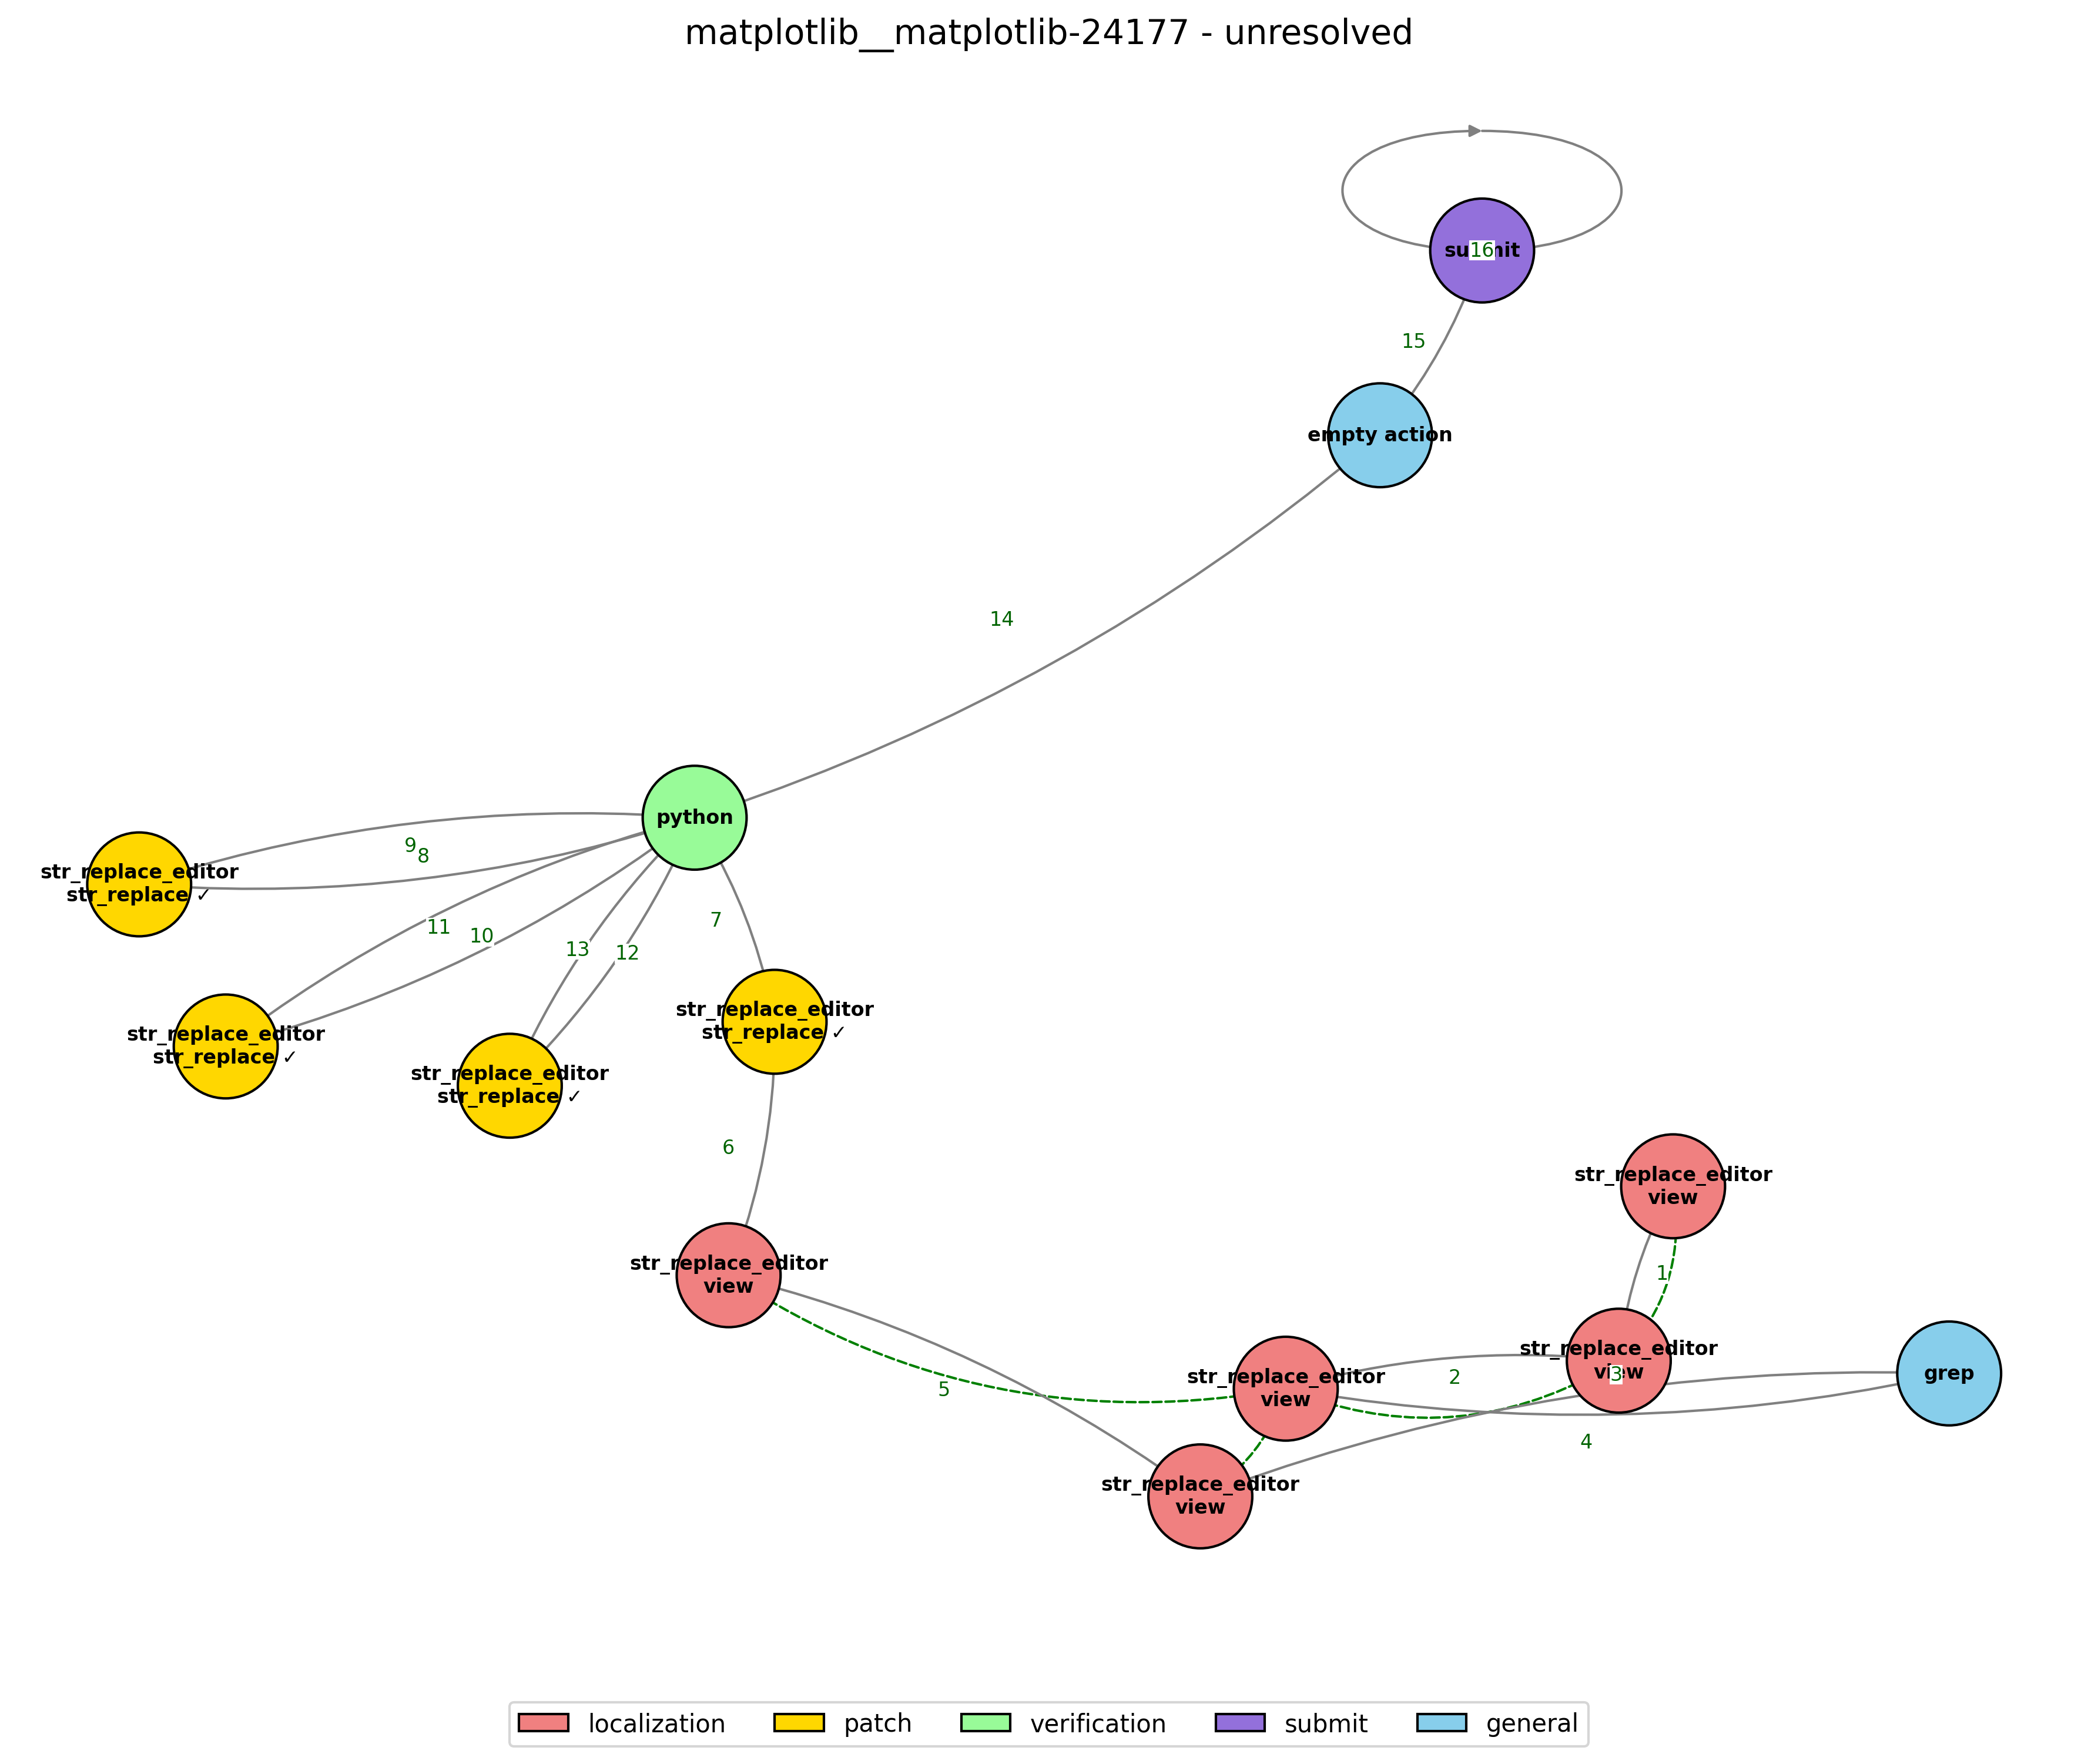 matplotlib__matplotlib-24177 - unresolved
16
15
empty action
14
python
9
8
7
str_replace_editor
str_replace ✓
11
10
13
12
str_replace_editor
str_replace ✓
str_replace_editor
str_replace ✓
str_replace_editor
str_replace ✓
6
str_replace_editor
view
1
str_replace_editor
view
str_replace_editor
view
3
grep
5
2
str_replace_editor
view
4
str_replace_editor
view
localization
patch
verification
submit
general